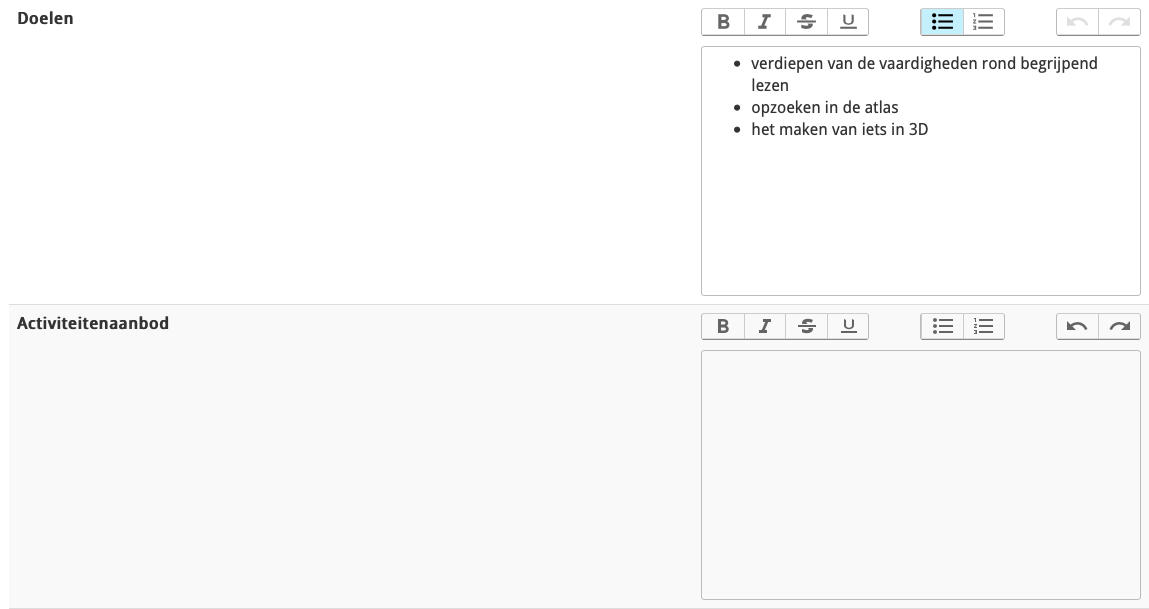 Doelen
verdiepen van de vaardigheden rond begrijpend
lezen
opzoeken in de atlas
het maken van iets in 3D
Activiteitenaanbod